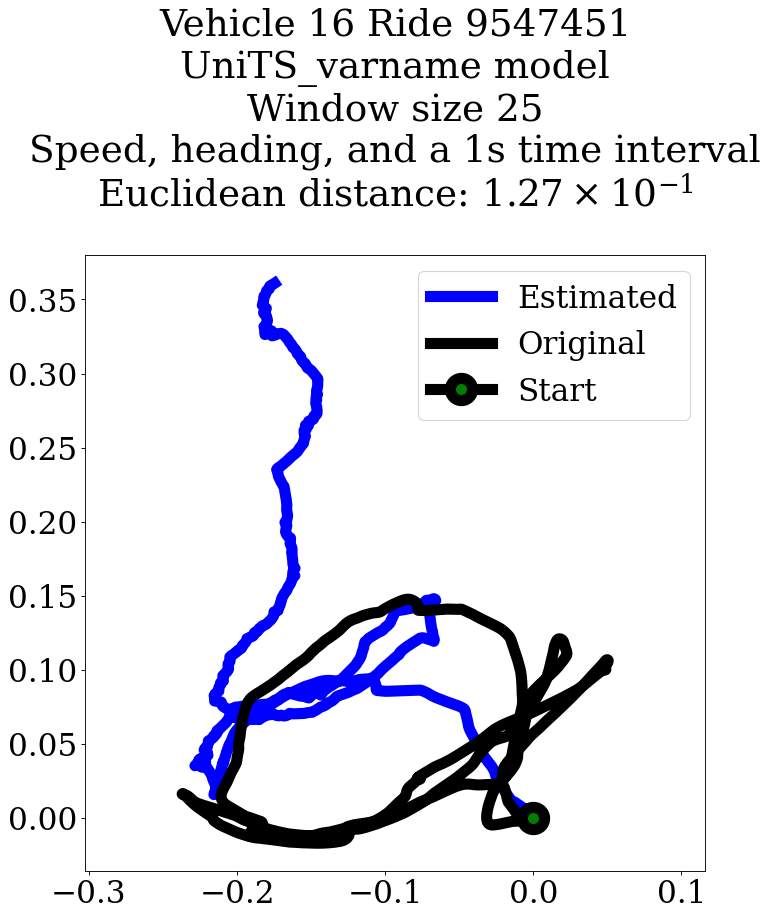 Vehicle 16 Ride 9547451
UniTS_varname model
Window size 25
Speed, heading, and a 1s time interval
Euclidean distance: 1.27 × 10⁻¹
Estimated
Original
Start
0.35
0.30
0.25
0.20
0.15
0.10
0.05
0.00
−0.3 −0.2 −0.1 0.0 0.1